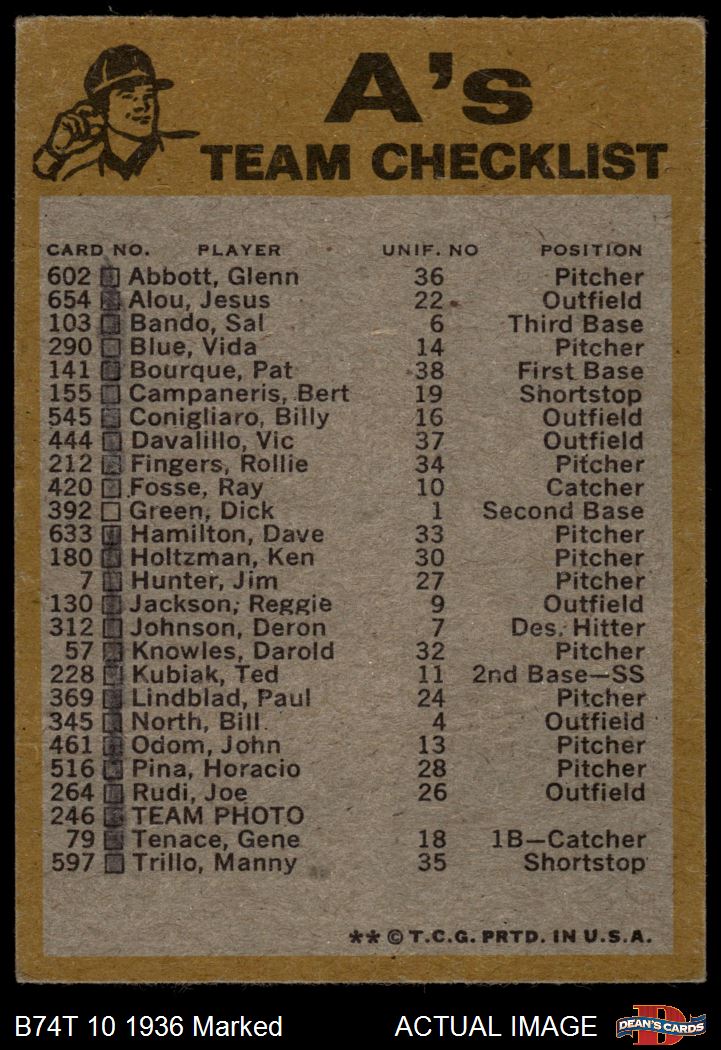 A's
TEAM CHECKLIST
CARD NO. PLAYER UNIF. NO POSITION
602 Abbott, Glenn 36 Pitcher
654 Alou, Jesus 22 Outfield
103 Bando, Sal 6 Third Base
290 Blue, Vida 14 Pitcher
141 Bourque, Pat 38 First Base
155 Campaneris, Bert 19 Shortstop
545 Conigliaro, Billy 16 Outfield
444 Davalillo, Vic 37 Outfield
212 Fingers, Rollie 34 Pitcher
420 Fosse, Ray 10 Catcher
392 Green, Dick 1 Second Base
633 Hamilton, Dave 33 Pitcher
180 Holtzman, Ken 30 Pitcher
7 Hunter, Jim 27 Pitcher
130 Jackson, Reggie 9 Outfield
312 Johnson, Deron 7 Des. Hitter
57 Knowles, Darold 32 Pitcher
228 Kubiak, Ted 11 2nd Base—SS
369 Lindblad, Paul 24 Pitcher
345 North, Bill 4 Outfield
461 Odom, John 13 Pitcher
516 Pina, Horacio 28 Pitcher
264 Rudi, Joe 26 Outfield
246 TEAM PHOTO
79 Tenace, Gene 18 1B—Catcher
597 Trillo, Manny 35 Shortstop
** © T.C.G. PRTD. IN U.S.A.
B74T 10 1936 Marked ACTUAL IMAGE DEAN'S CARDS